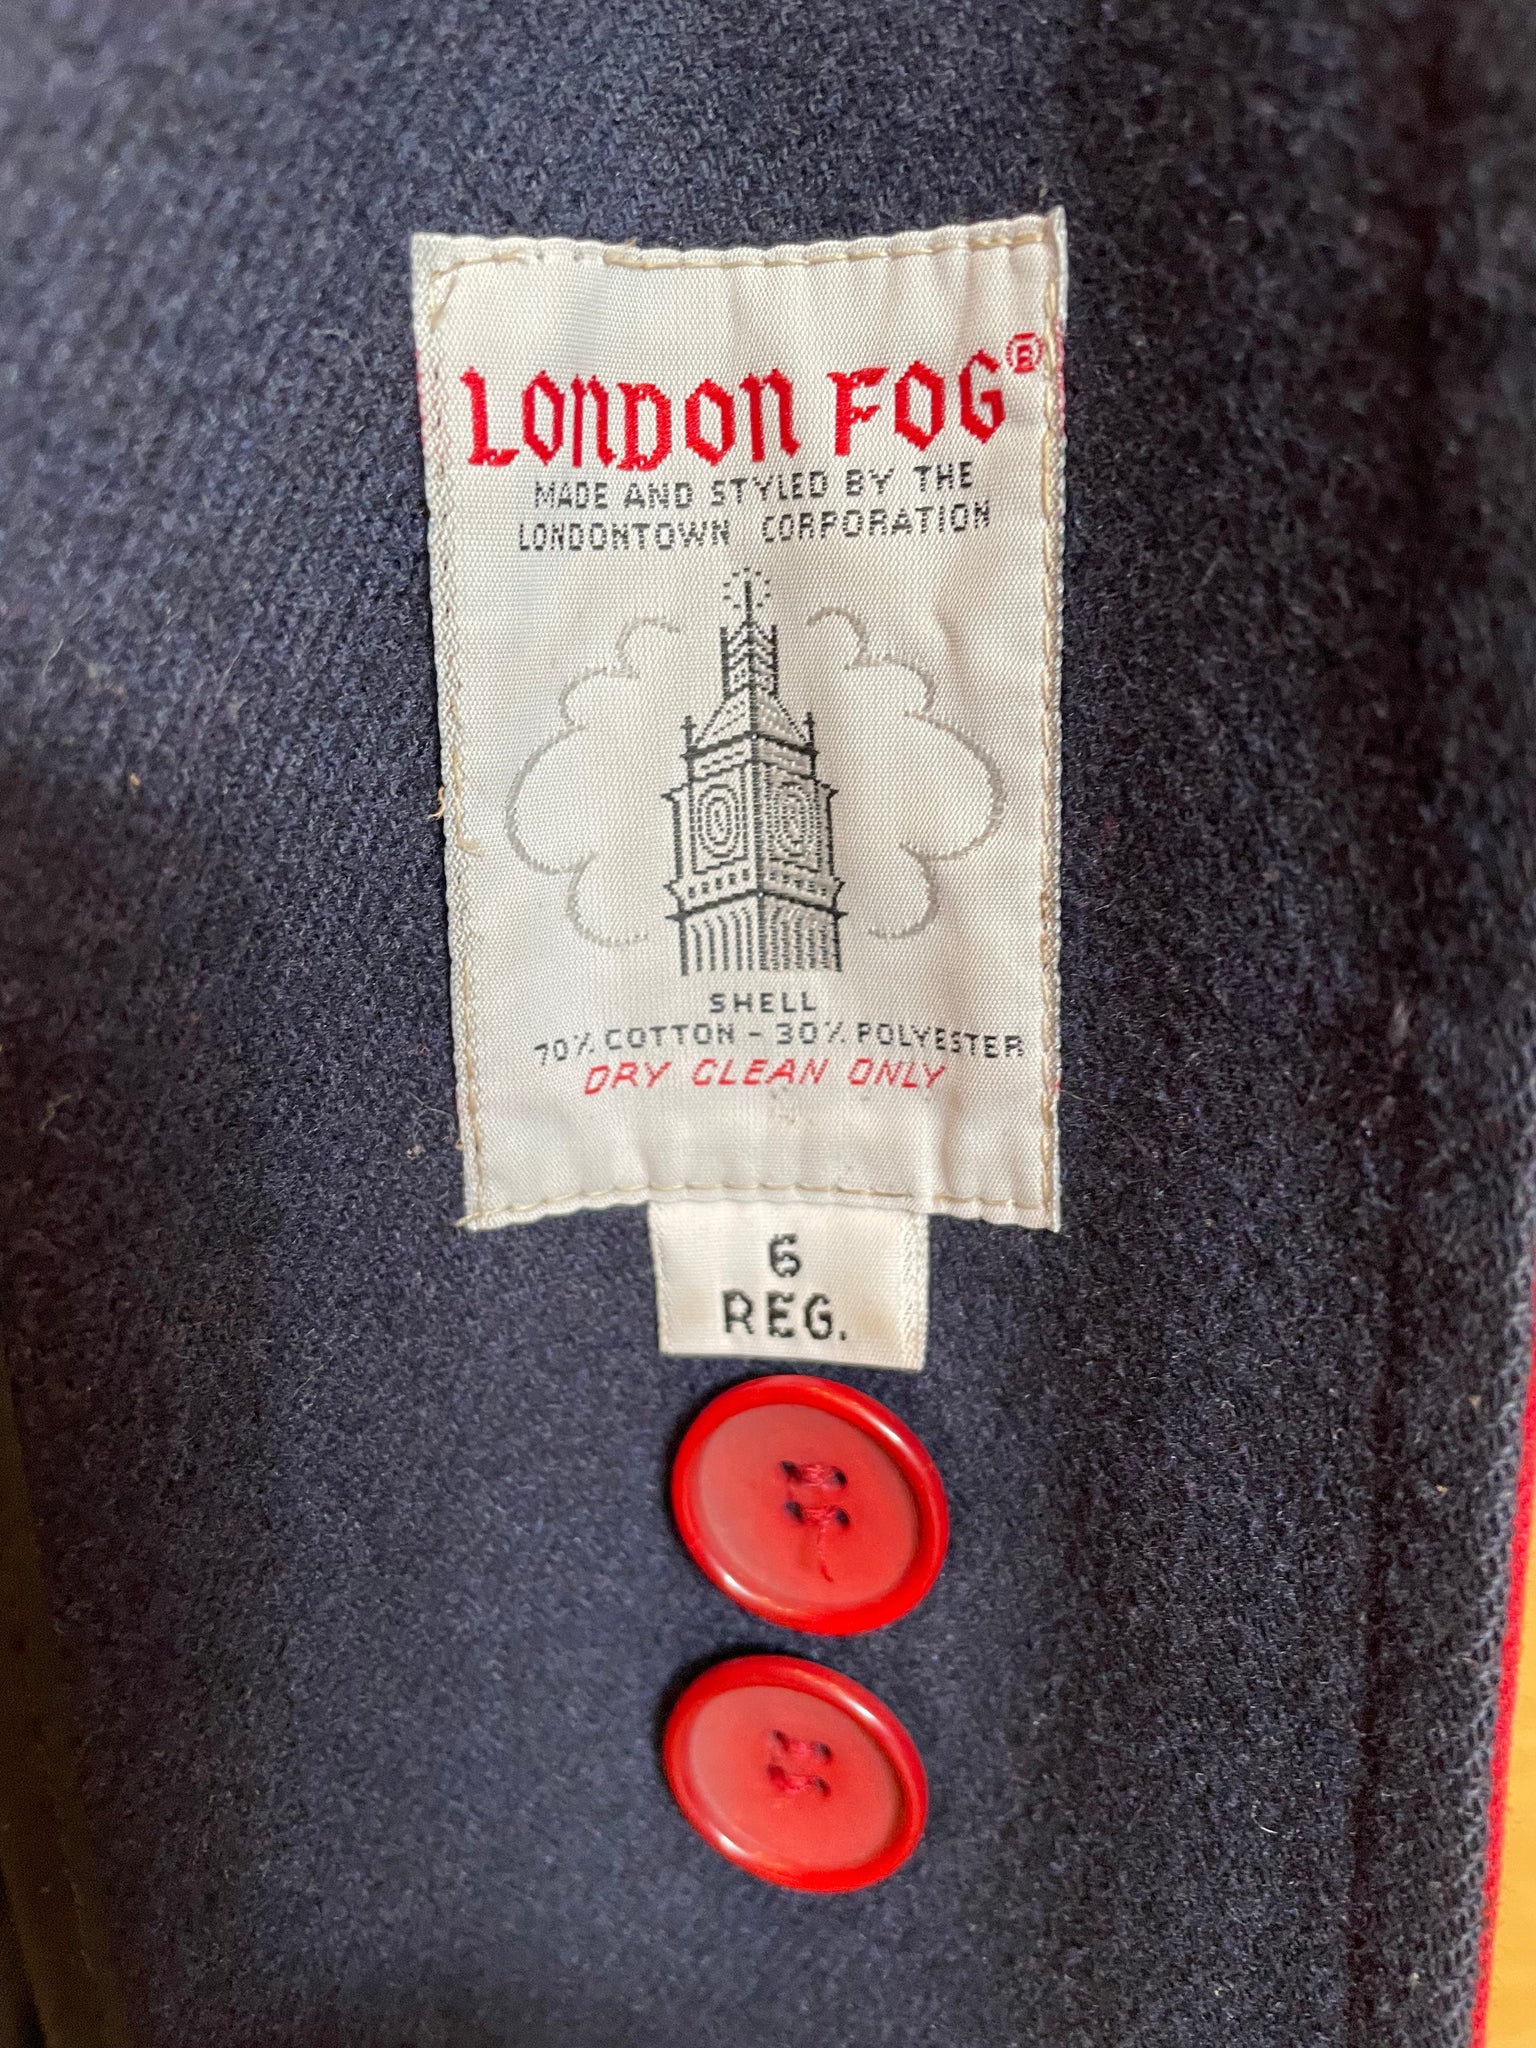 LONDON FOG®
MADE AND STYLED BY THE
LONDONTOWN CORPORATION
SHELL
70% COTTON - 30% POLYESTER
DRY CLEAN ONLY
6
REG.